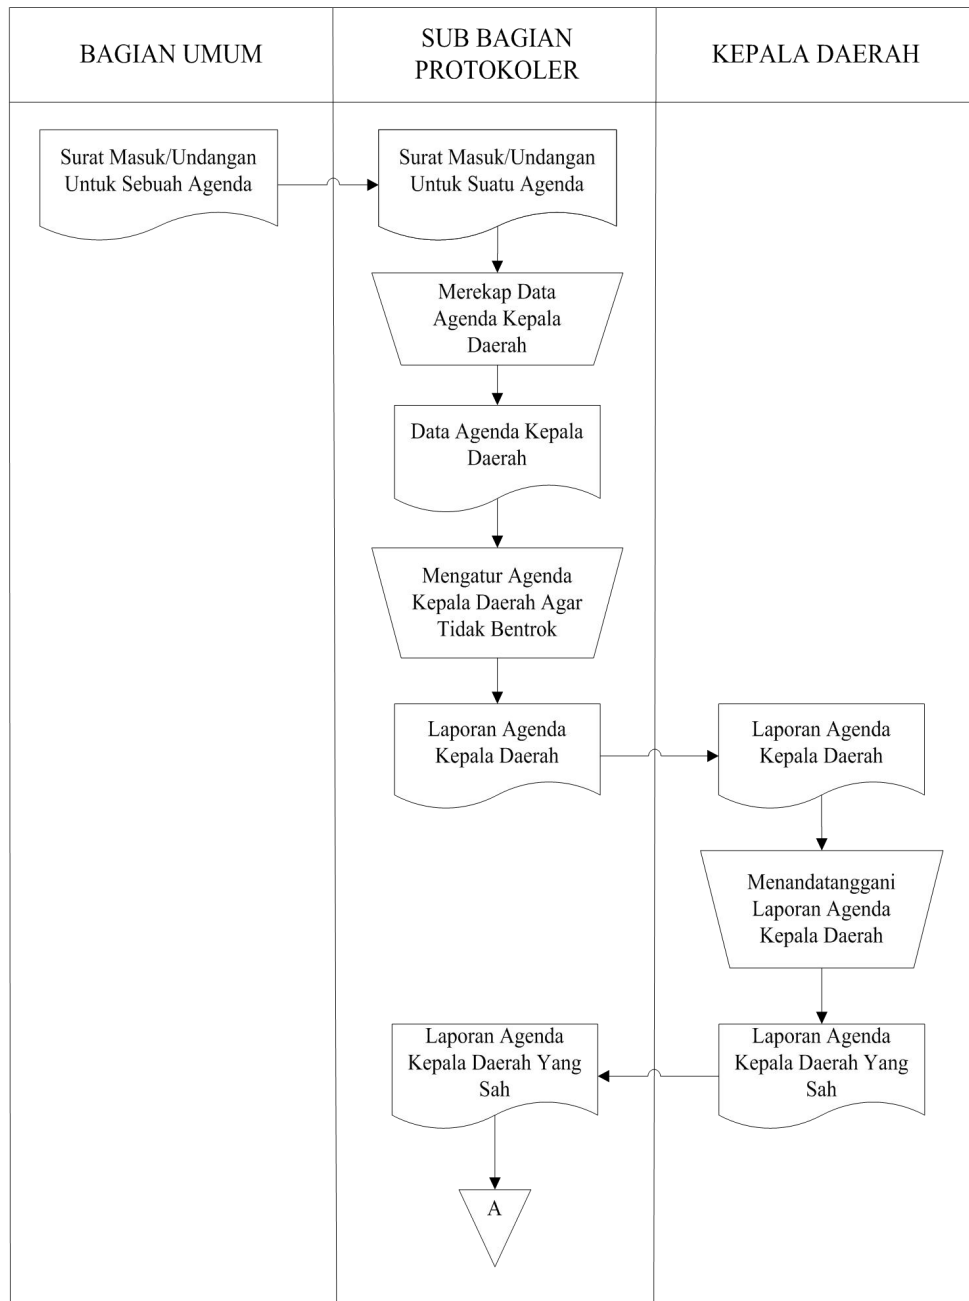 BAGIAN UMUM
SUB BAGIAN
PROTOKOLER
KEPALA DAERAH
Surat Masuk/Undangan
Untuk Sebuah Agenda
Surat Masuk/Undangan
Untuk Suatu Agenda
Merekap Data
Agenda Kepala
Daerah
Data Agenda Kepala
Daerah
Mengatur Agenda
Kepala Daerah Agar
Tidak Bentrok
Laporan Agenda
Kepala Daerah
Laporan Agenda
Kepala Daerah
Menandatanggani
Laporan Agenda
Kepala Daerah
Laporan Agenda
Kepala Daerah Yang
Sah
Laporan Agenda
Kepala Daerah Yang
Sah
A